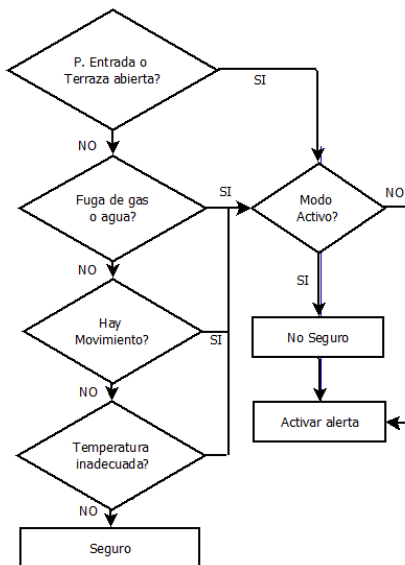 P. Entrada o
Terraza abierta?
SI
NO
Fuga de gas
o agua?
SI
Modo
Activo?
NO
NO
SI
Hay
Movimiento?
SI
No Seguro
NO
Temperatura
inadecuada?
Activar alerta
NO
Seguro